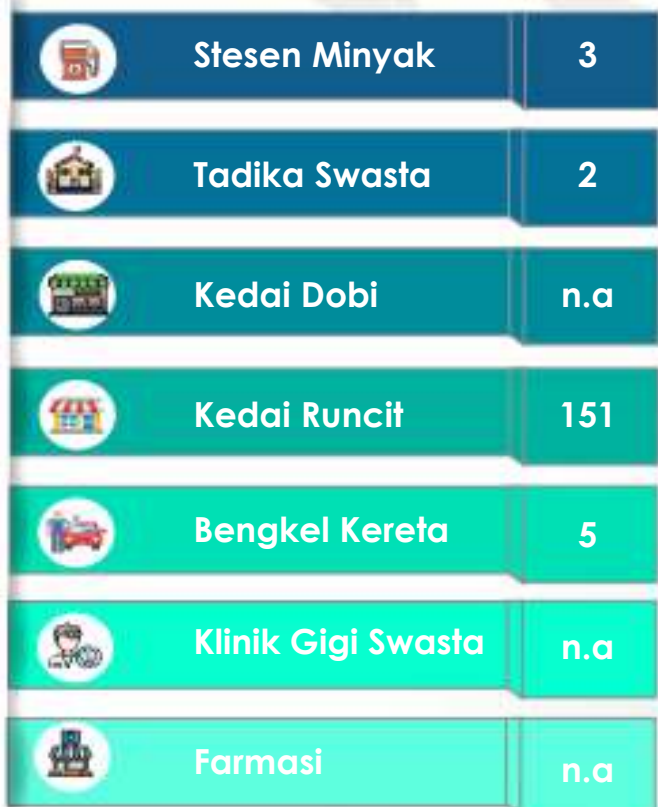 Stesen Minyak 3
Tadika Swasta 2
Kedai Dobi n.a
Kedai Runcit 151
Bengkel Kereta 5
Klinik Gigi Swasta n.a
Farmasi n.a